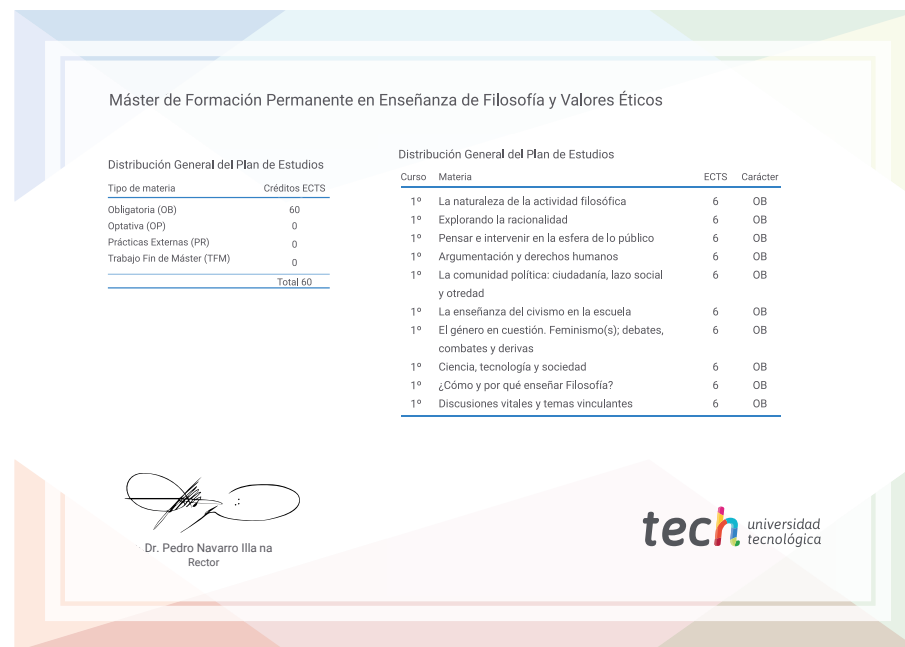 Máster de Formación Permanente en Enseñanza de Filosofía y Valores Éticos
Distribución General del Plan de Estudios
Tipo de materia Créditos ECTS
Obligatoria (OB) 60
Optativa (OP) 0
Prácticas Externas (PR) 0
Trabajo Fin de Máster (TFM) 0
Total 60
Distribución General del Plan de Estudios
Curso Materia ECTS Carácter
1º La naturaleza de la actividad filosófica 6 OB
1º Explorando la racionalidad 6 OB
1º Pensar e intervenir en la esfera de lo público 6 OB
1º Argumentación y derechos humanos 6 OB
1º La comunidad política: ciudadanía, lazo social 6 OB
y otredad
1º La enseñanza del civismo en la escuela 6 OB
1º El género en cuestión. Feminismo(s); debates, 6 OB
combates y derivas
1º Ciencia, tecnología y sociedad 6 OB
1º ¿Cómo y por qué enseñar Filosofía? 6 OB
1º Discusiones vitales y temas vinculantes 6 OB
Dr. Pedro Navarro Illa na
Rector
tech universidad
tecnológica